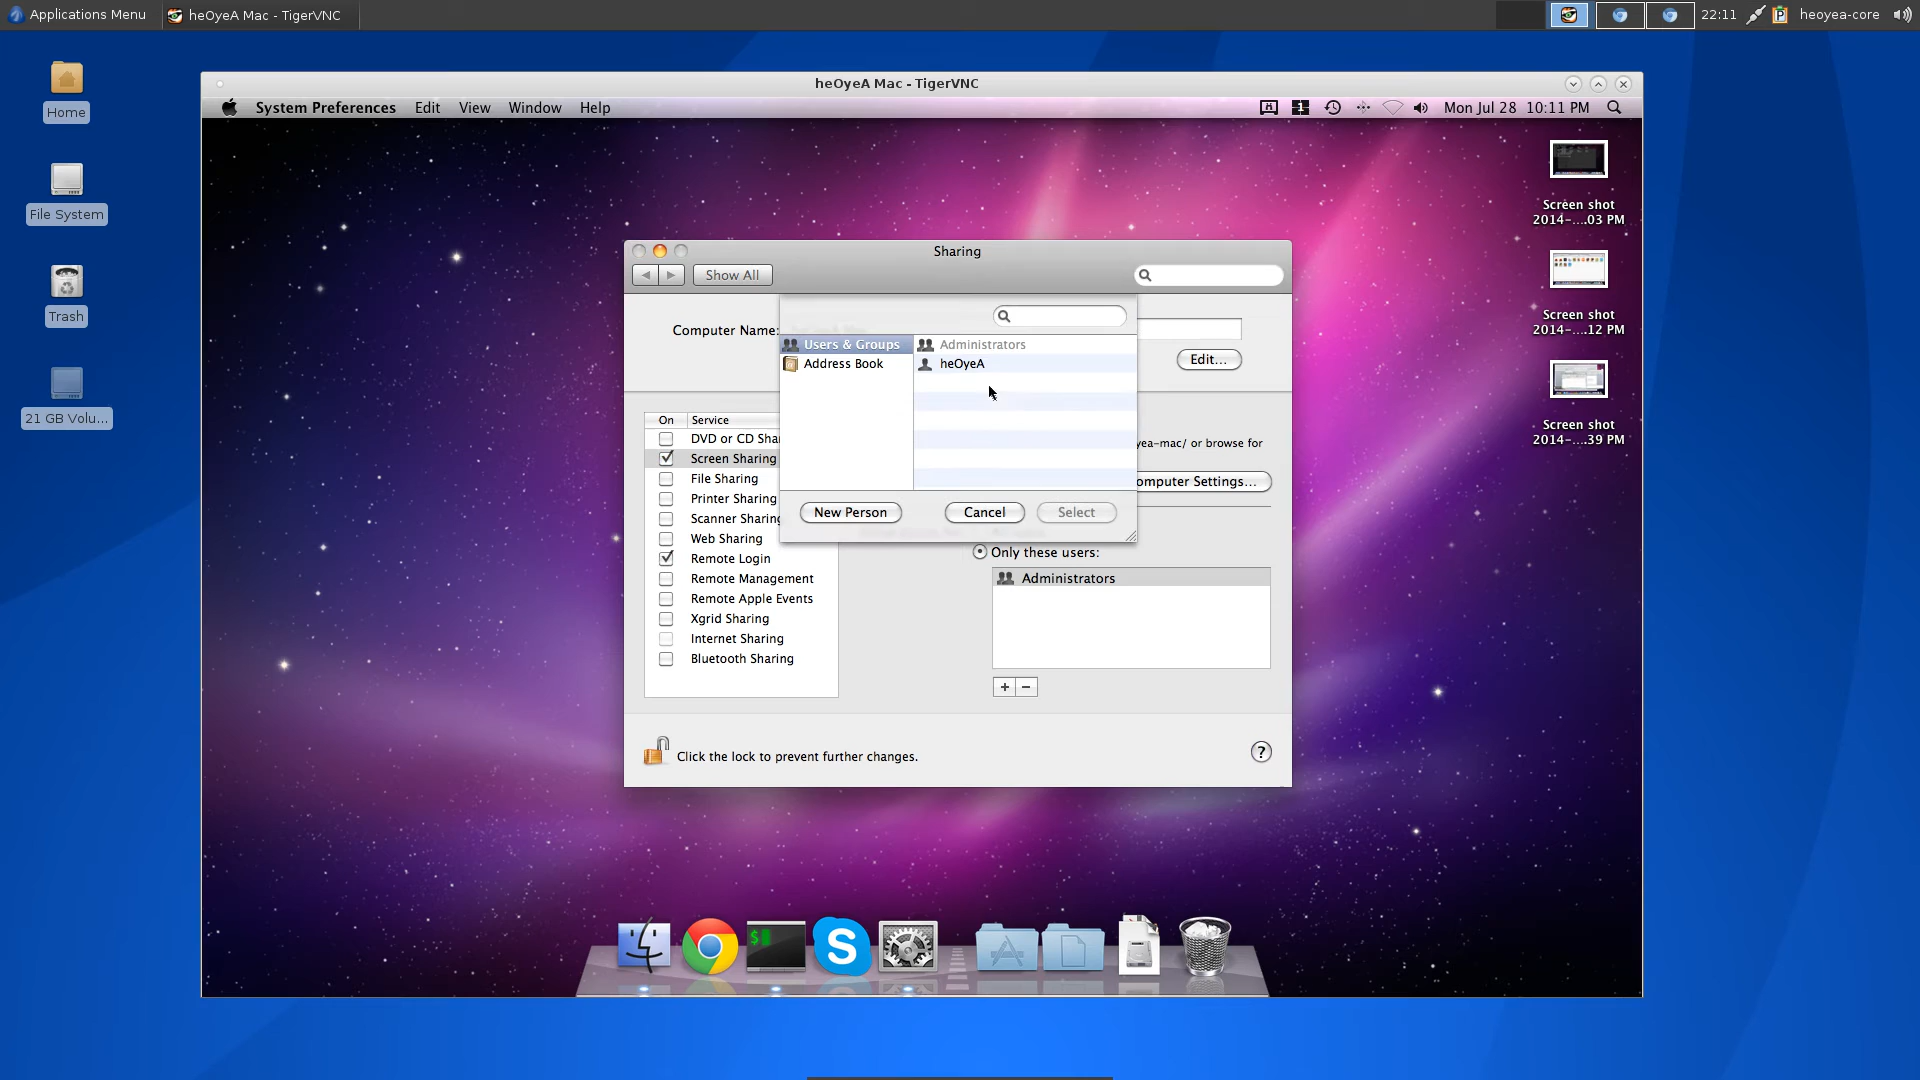 Applications Menu
heOyeA Mac - TigerVNC
22:11
heoyea-core
Home
File System
Trash
21 GB Volu...
heOyeA Mac - TigerVNC
System Preferences Edit View Window Help
1
Mon Jul 28 10:11 PM
Screen shot
2014-....03 PM
Screen shot
2014-....12 PM
Screen shot
2014-....39 PM
Sharing
Show All
Computer Name:
Edit...
Users & Groups
Address Book
Administrators
heOyeA
New Person
Cancel
Select
On Service
DVD or CD Sha
Screen Sharing
File Sharing
Printer Sharing
Scanner Sharing
Web Sharing
Remote Login
Remote Management
Remote Apple Events
Xgrid Sharing
Internet Sharing
Bluetooth Sharing
yea-mac/ or browse for
omputer Settings...
Only these users:
Administrators
+ −
Click the lock to prevent further changes.
?
$
S